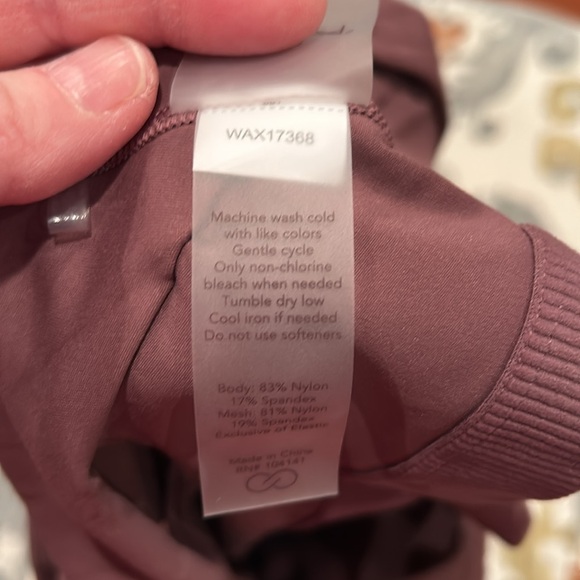 WAX17368
Machine wash cold
with like colors
Gentle cycle
Only non-chlorine
bleach when needed
Tumble dry low
Cool iron if needed
Do not use softeners
Body: 83% Nylon
17% Spandex
Mesh: 81% Nylon
19% Spandex
Exclusive of Elastic
Made in China
RN# 104141